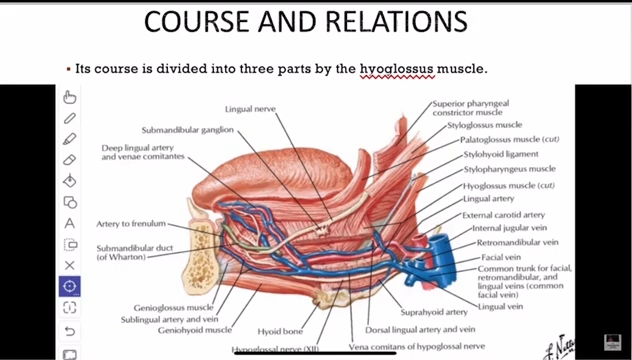 COURSE AND RELATIONS
• Its course is divided into three parts by the hyoglossus muscle.
Lingual nerve
Submandibular ganglion
Deep lingual artery
and venae comitantes
Artery to frenulum
Submandibular duct
(of Wharton)
Genioglossus muscle
Sublingual artery and vein
Geniohyoid muscle
Hyoid bone
Hypoglossal nerve (XII)
Superior pharyngeal
constrictor muscle
Styloglossus muscle
Palatoglossus muscle (cut)
Stylohyoid ligament
Stylopharyngeus muscle
Hyoglossus muscle (cut)
Lingual artery
External carotid artery
Internal jugular vein
Retromandibular vein
Facial vein
Common trunk for facial,
retromandibular, and
lingual veins (common
facial vein)
Lingual vein
Suprahyoid artery
Dorsal lingual artery and vein
Vena comitans of hypoglossal nerve
A